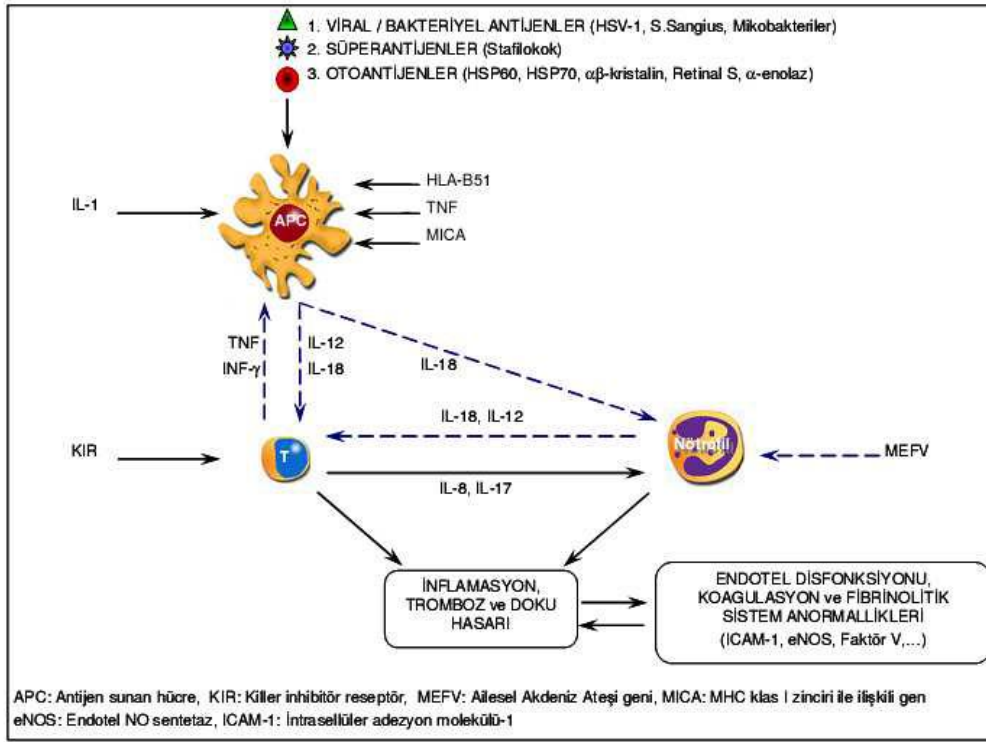 1. VİRAL / BAKTERİYEL ANTİJENLER (HSV-1, S.Sangius, Mikobakteriler)
2. SÜPERANTİJENLER (Stafilokok)
3. OTOANTİJENLER (HSP60, HSP70, αβ-kristalin, Retinal S, α-enolaz)
HLA-B51
IL-1
TNF
APC
MICA
TNF
IL-12
INF-γ
IL-18
IL-18
IL-18, IL-12
KIR
T
Nötrofil
MEFV
IL-8, IL-17
İNFLAMASYON,
TROMBOZ ve DOKU
HASARI
ENDOTEL DİSFONKSİYONU,
KOAGULASYON ve FİBRİNOLİTİK
SİSTEM ANORMALLİKLERİ
(ICAM-1, eNOS, Faktör V,...)
APC: Antijen sunan hücre, KIR: Killer inhibitör reseptör, MEFV: Ailesel Akdeniz Ateşi geni, MICA: MHC klas I zinciri ile ilişkili gen
eNOS: Endotel NO sentetaz, ICAM-1: İntrasellüler adezyon molekülü-1